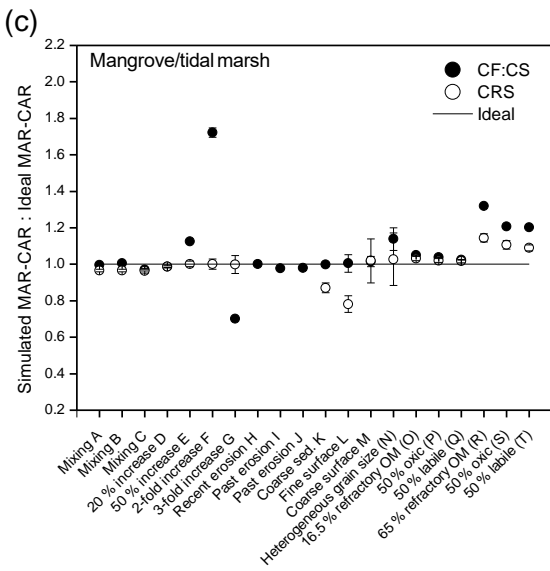 (c)
Mangrove/tidal marsh
CF:CS
CRS
Ideal
Simulated MAR-CAR : Ideal MAR-CAR
2.2
2.0
1.8
1.6
1.4
1.2
1.0
0.8
0.6
0.4
0.2
Mixing A
Mixing B
Mixing C
20 % increase D
50 % increase E
2-fold increase F
3-fold increase G
Recent erosion H
Past erosion I
Past erosion J
Coarse sed. K
Fine surface L
Coarse surface M
Heterogeneous grain size (N)
16.5 % refractory OM (O)
50 % oxic (P)
50 % labile (Q)
65 % refractory OM (R)
50 % oxic (S)
50 % labile (T)